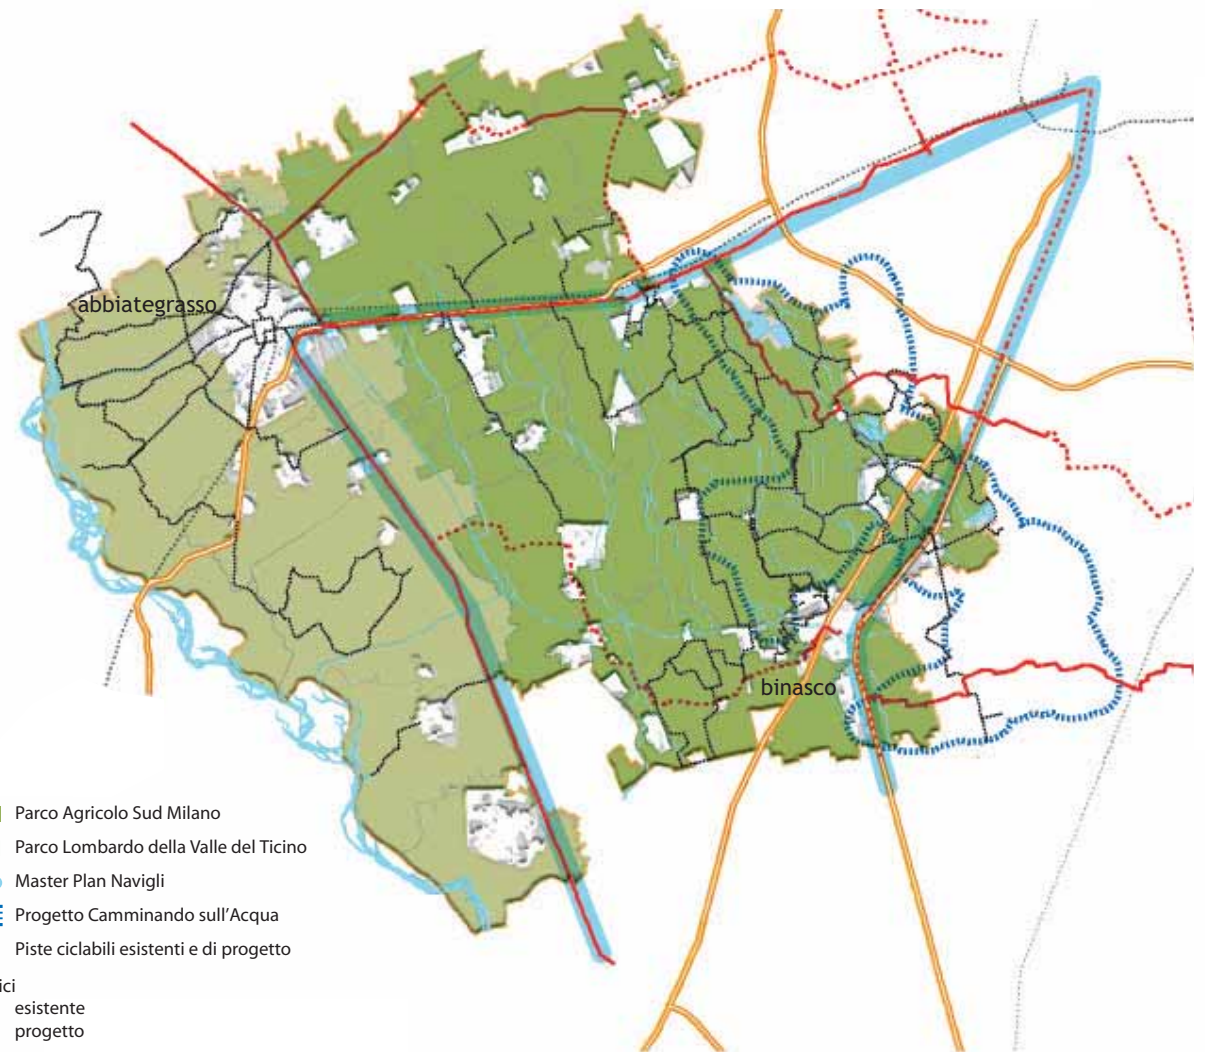 abbiategrasso
binasco
Parco Agricolo Sud Milano
Parco Lombardo della Valle del Ticino
Master Plan Navigli
Progetto Camminando sull'Acqua
Piste ciclabili esistenti e di progetto
ici
esistente
progetto